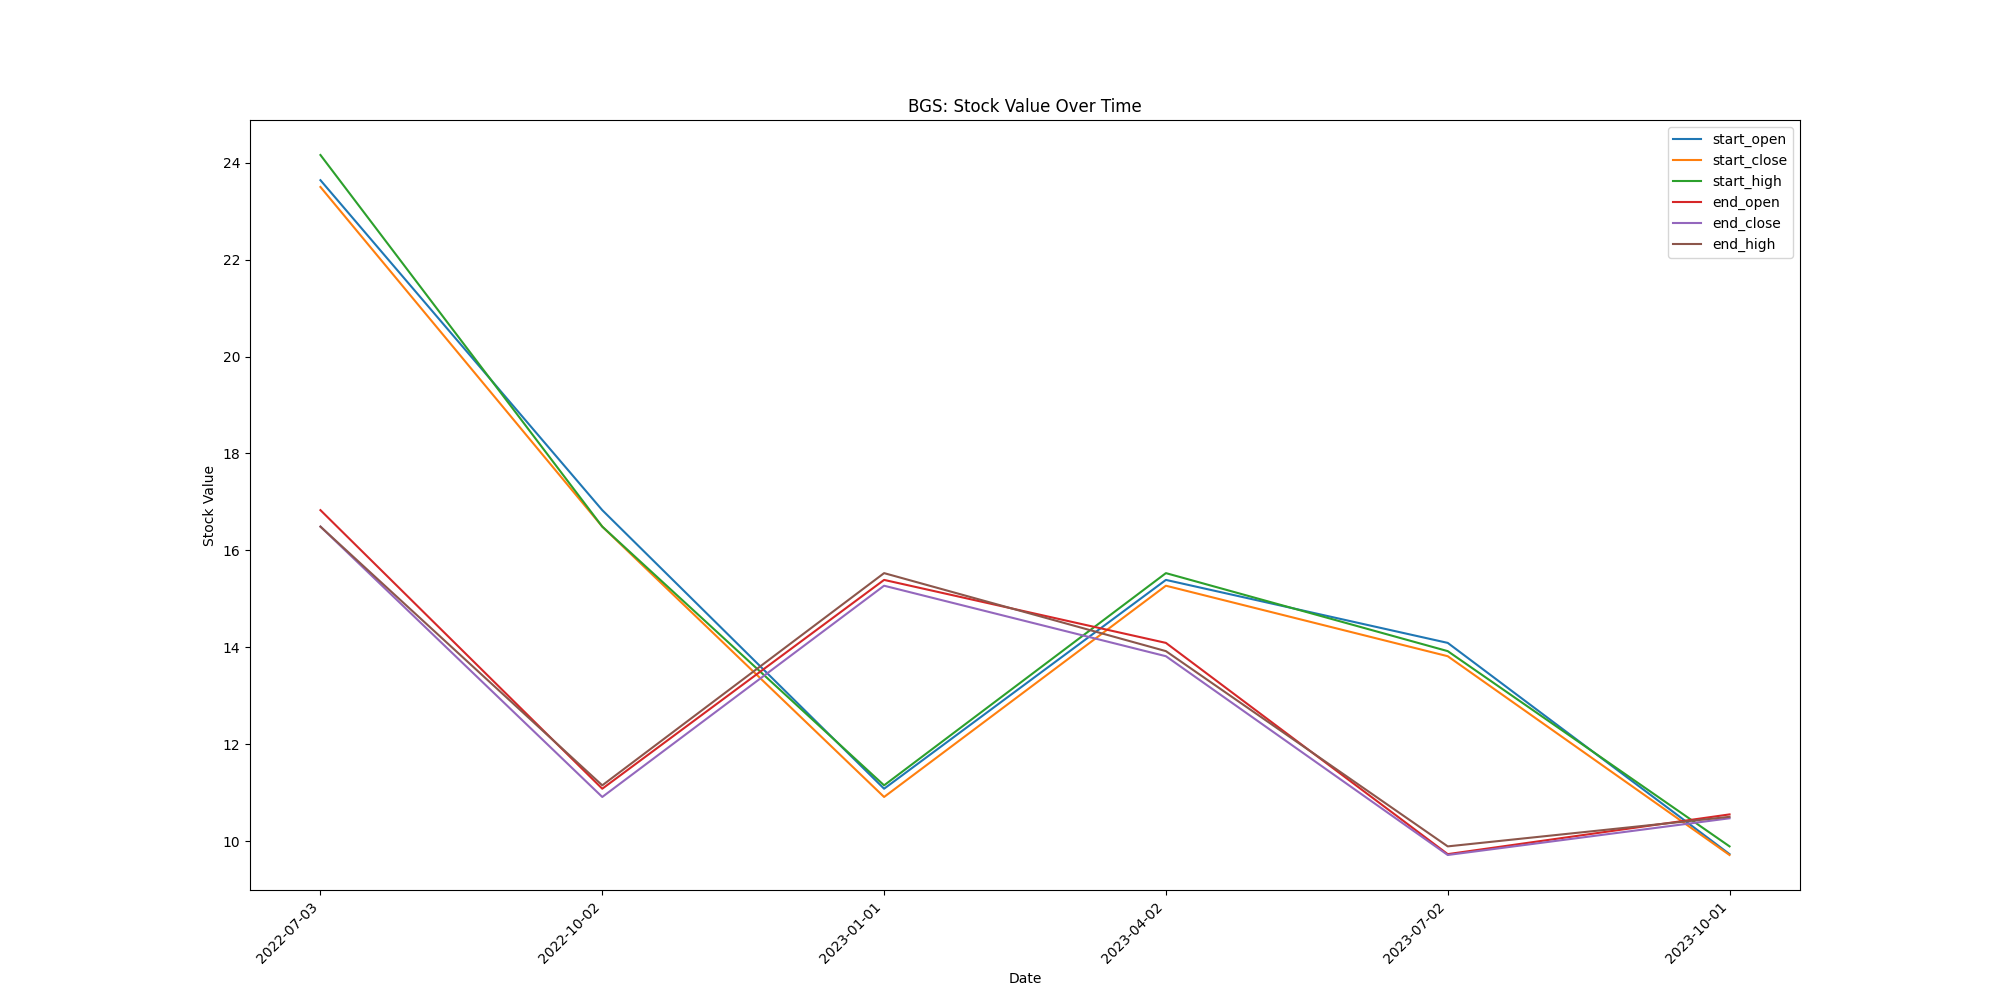 BGS: Stock Value Over Time
start_open
start_close
start_high
end_open
end_close
end_high
Stock Value
24
22
20
18
16
14
12
10
2022-07-03
2022-10-02
2023-01-01
2023-04-02
2023-07-02
2023-10-01
Date